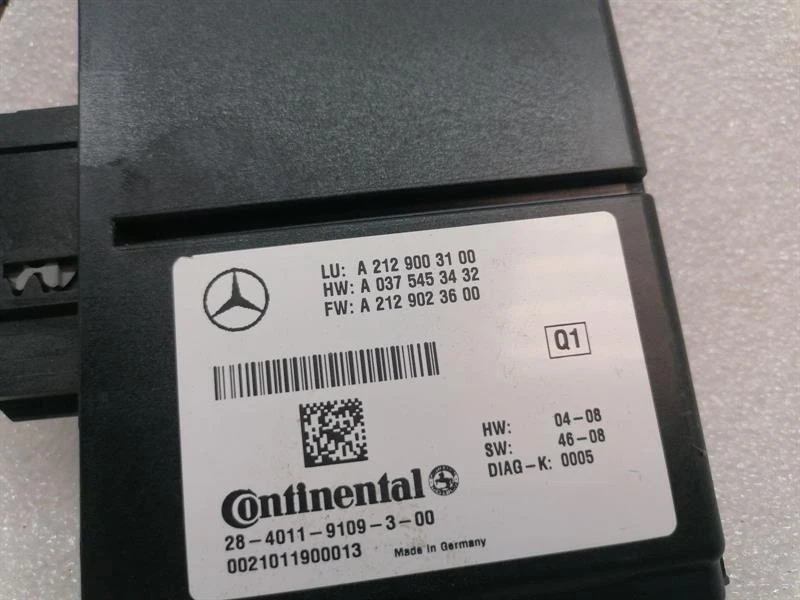 LU: A 212 900 31 00
HW: A 037 545 34 32
FW: A 212 902 36 00
Q1
HW: 04-08
SW: 46-08
DIAG-K: 0005
Continental
28-4011-9109-3-00
0021011900013 Made in Germany